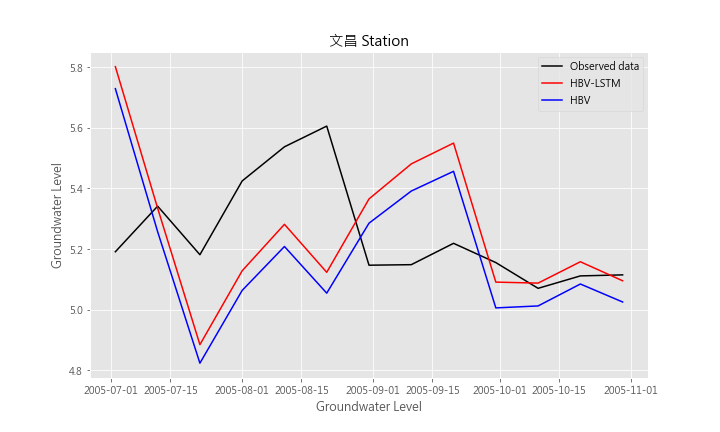 文昌 Station
Observed data
HBV-LSTM
HBV
Groundwater Level
5.8
5.6
5.4
5.2
5.0
4.8
2005-07-01 2005-07-15 2005-08-01 2005-08-15 2005-09-01 2005-09-15 2005-10-01 2005-10-15 2005-11-01
Groundwater Level